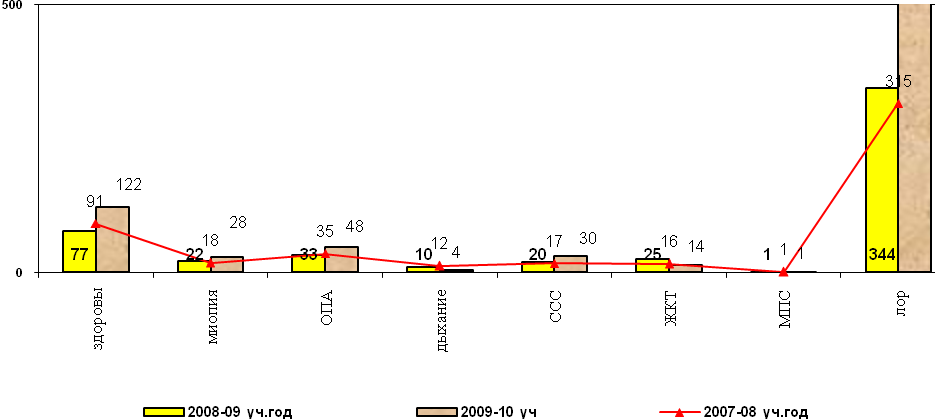 500
315
122
91
28
18
35
48
12
4
17
30
16
14
1
1
77
22
33
10
20
25
1
344
0
здоровы
миопия
ОПА
дыхание
ССС
ЖКТ
МПС
лор
2008-09 уч.год
2009-10 уч
2007-08 уч.год